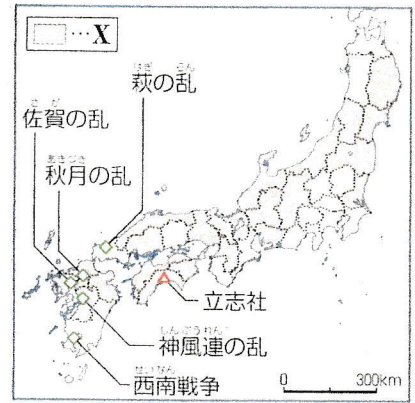 …X
はぎ らん
萩の乱
さが
佐賀の乱
あきづき
秋月の乱
立志社
しんぷうれん
神風連の乱
せいなん
西南戦争
0 300km